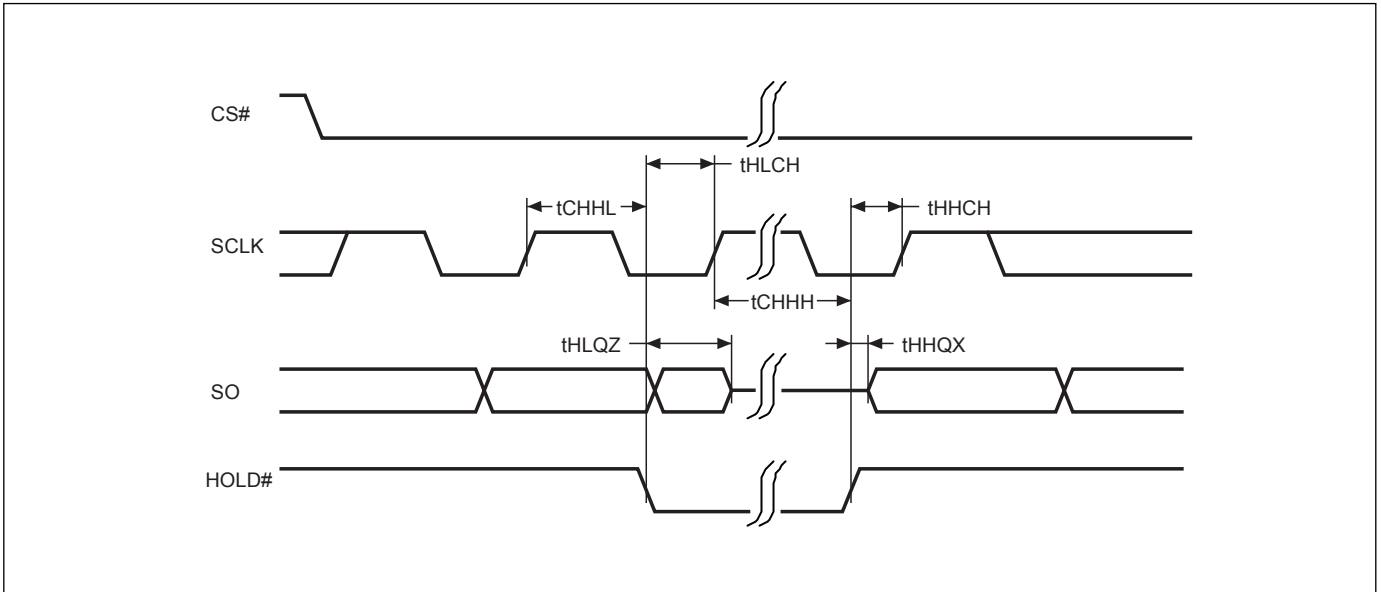 CS#
tHLCH
tCHHL
tHHCH
SCLK
tCHHH
tHLQZ
tHHQX
SO
HOLD#